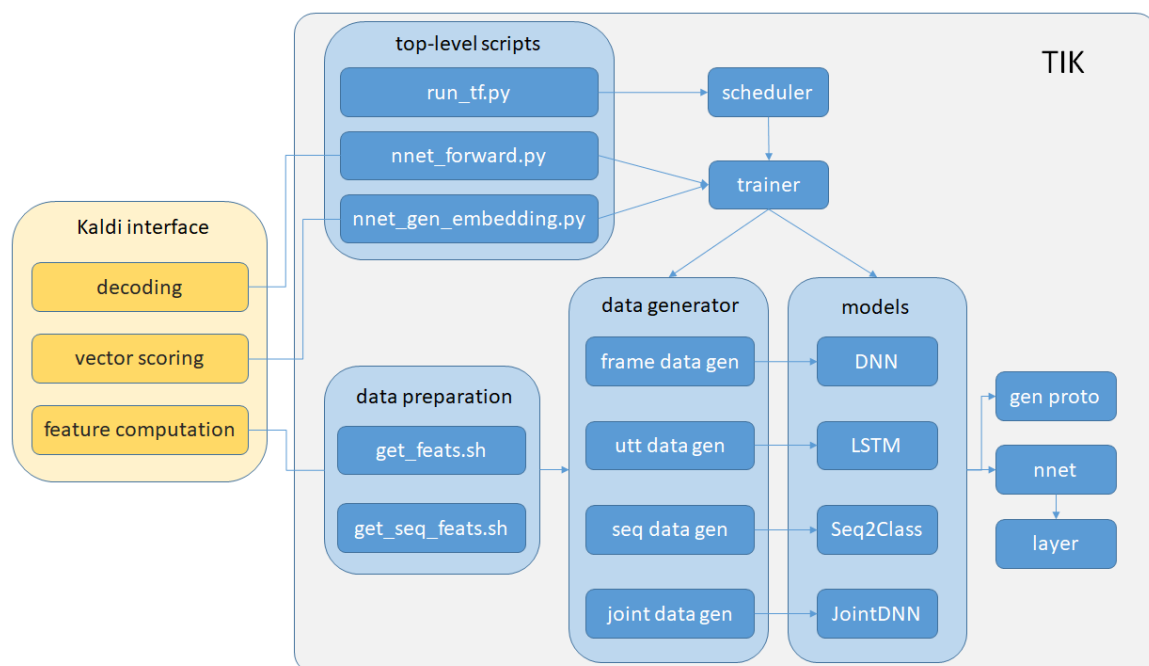 TIK
top-level scripts
run_tf.py
nnet_forward.py
nnet_gen_embedding.py
scheduler
trainer
Kaldi interface
decoding
vector scoring
feature computation
data preparation
get_feats.sh
get_seq_feats.sh
data generator
frame data gen
utt data gen
seq data gen
joint data gen
models
DNN
LSTM
Seq2Class
JointDNN
gen proto
nnet
layer